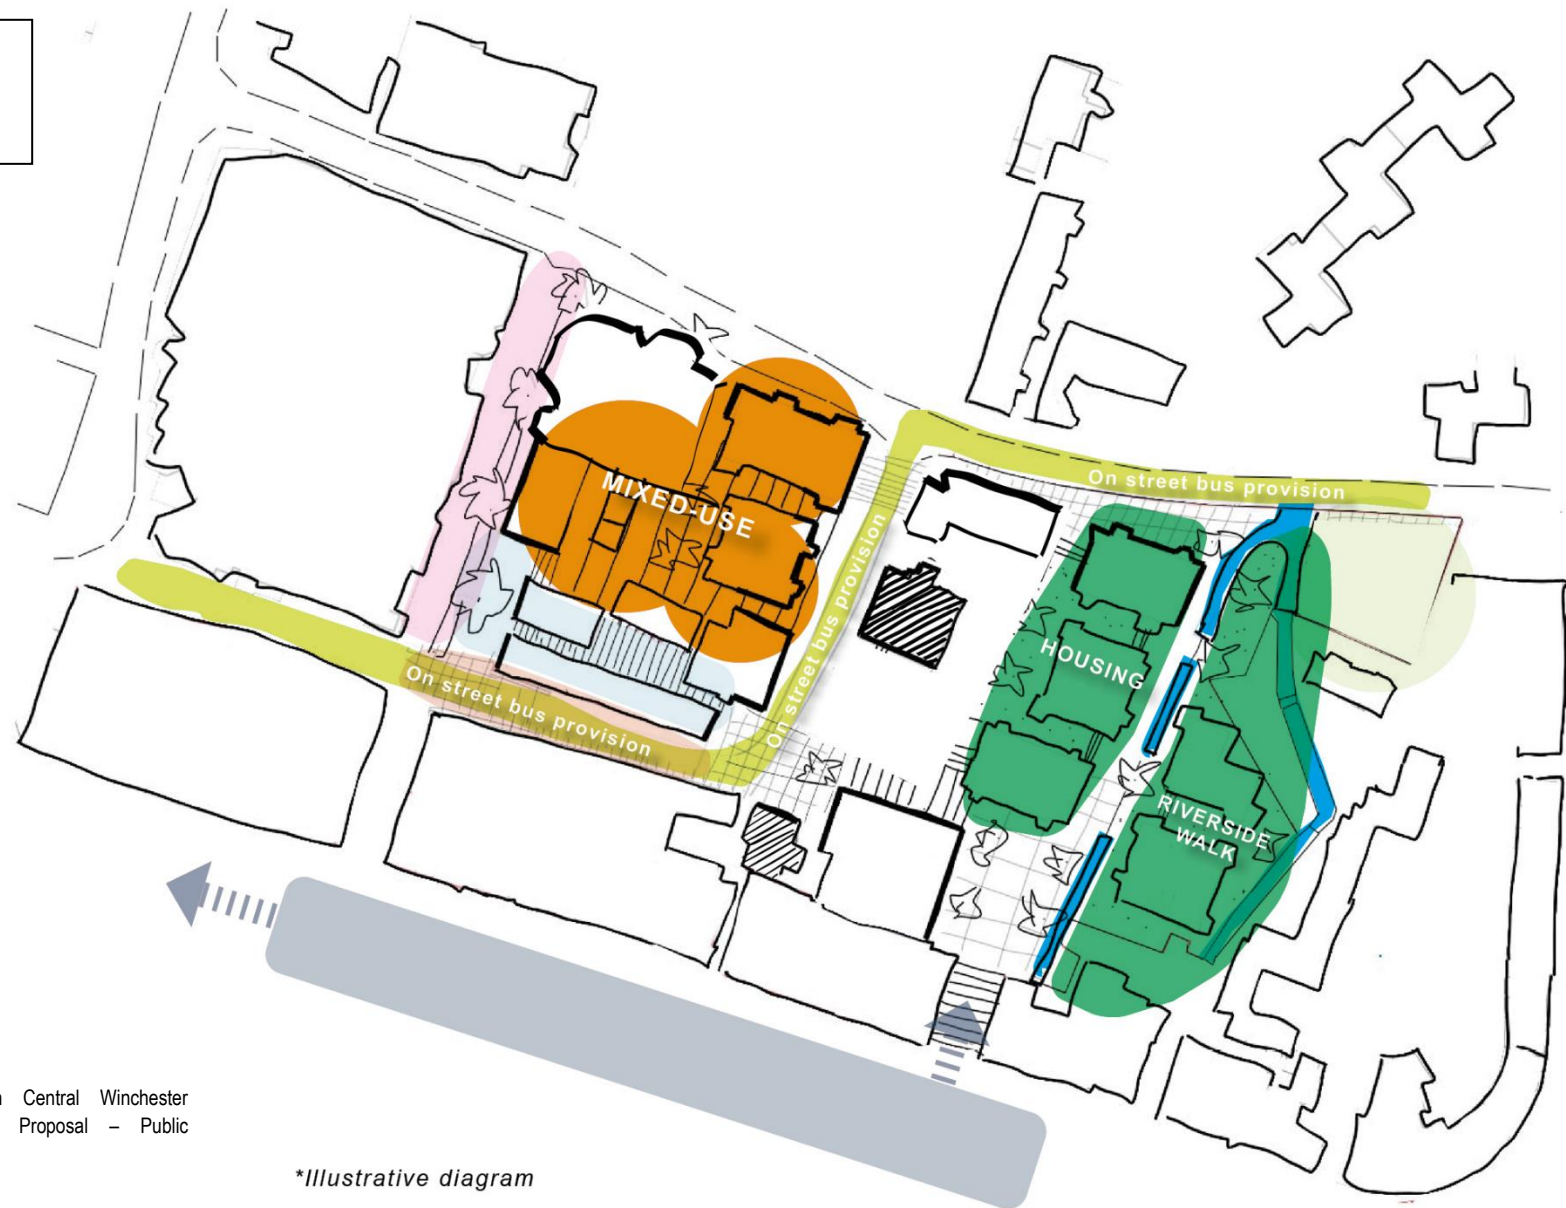 MIXED-USE
On street bus provision
On street bus provision
On street bus provision
HOUSING
RIVERSIDE
WALK
Central Winchester
Proposal – Public
*Illustrative diagram